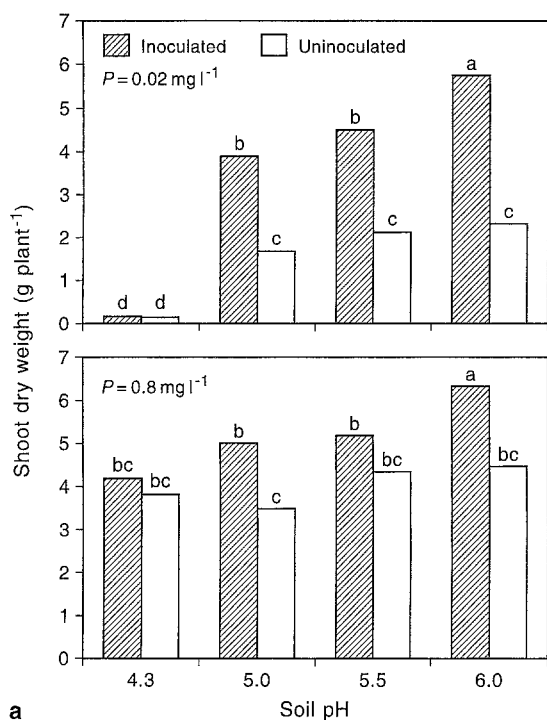 7
Inoculated Uninoculated
P = 0.02 mg l⁻¹
a
6
5
b
b
4
3
c
c
2
c
1
d d
0
7
P = 0.8 mg l⁻¹
a
6
b
b
5
bc bc
bc
bc
4
c
3
2
1
0
4.3 5.0 5.5 6.0
Soil pH
Shoot dry weight (g plant⁻¹)
a